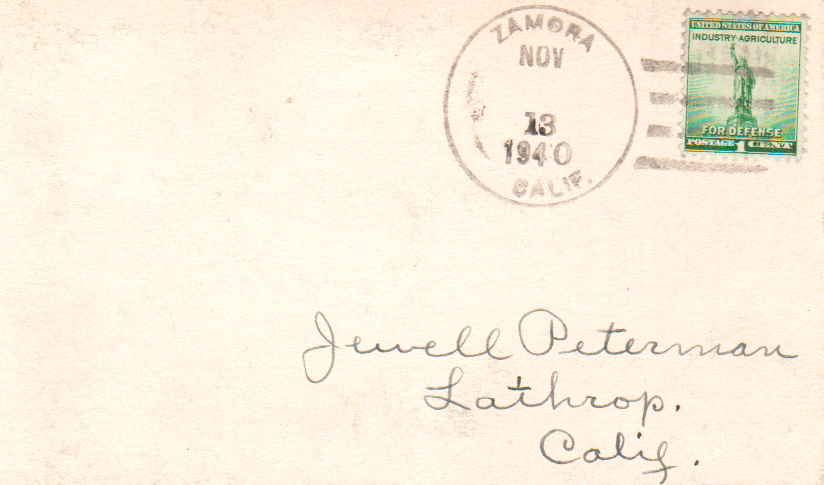 ZAMORA
NOV
13
1940
CALIF.
UNITED STATES OF AMERICA
INDUSTRY·AGRICULTURE
FOR DEFENSE
POSTAGE 1 CENT
Jewell Peterman
Lathrop.
Calif.